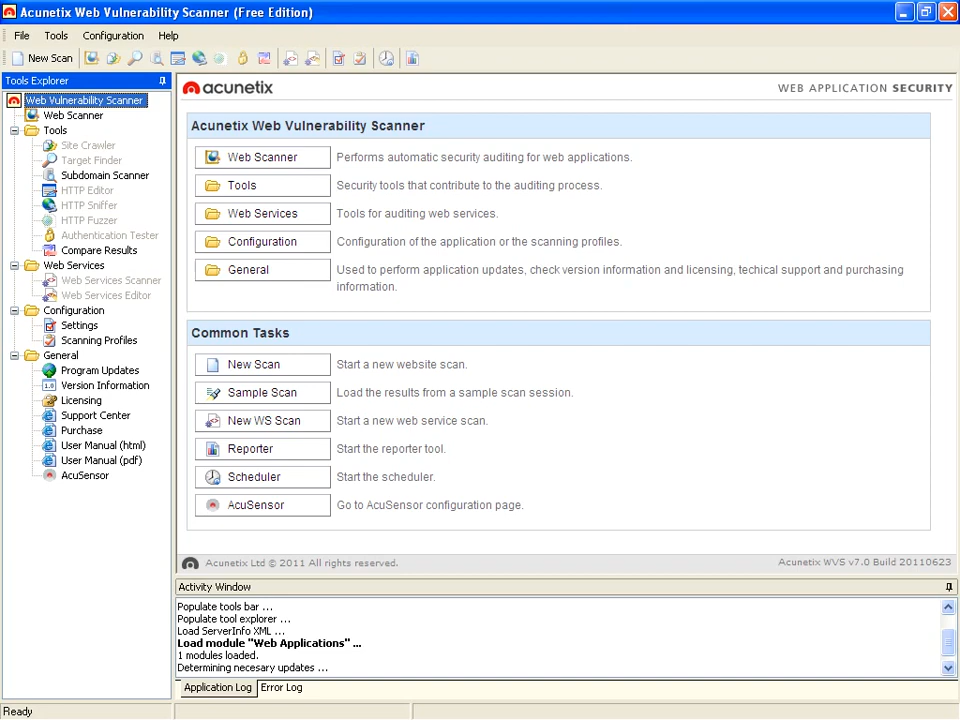 Acunetix Web Vulnerability Scanner (Free Edition)
File Tools Configuration Help
New Scan
Tools Explorer
Web Vulnerability Scanner
Web Scanner
Tools
Site Crawler
Target Finder
Subdomain Scanner
HTTP Editor
HTTP Sniffer
HTTP Fuzzer
Authentication Tester
Compare Results
Web Services
Web Services Scanner
Web Services Editor
Configuration
Settings
Scanning Profiles
General
Program Updates
1.0 Version Information
Licensing
Support Center
Purchase
User Manual (html)
User Manual (pdf)
AcuSensor
acunetix WEB APPLICATION SECURITY
Acunetix Web Vulnerability Scanner
Web Scanner Performs automatic security auditing for web applications.
Tools Security tools that contribute to the auditing process.
Web Services Tools for auditing web services.
Configuration Configuration of the application or the scanning profiles.
General Used to perform application updates, check version information and licensing, techical support and purchasing
information.
Common Tasks
New Scan Start a new website scan.
Sample Scan Load the results from a sample scan session.
New WS Scan Start a new web service scan.
Reporter Start the reporter tool.
Scheduler Start the scheduler.
AcuSensor Go to AcuSensor configuration page.
Acunetix Ltd © 2011 All rights reserved. Acunetix WVS v7.0 Build 20110623
Activity Window
Populate tools bar ...
Populate tool explorer ...
Load ServerInfo XML ...
Load module "Web Applications" ...
1 modules loaded.
Determining necesary updates ...
Application Log Error Log
Ready